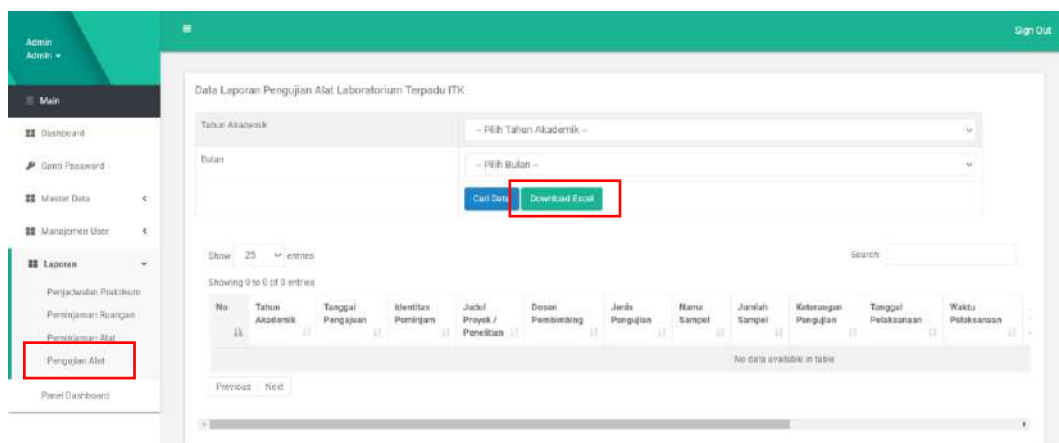 Sign Out
Admin
Admin
Main
Dashboard
Ganti Password
Master Data
Manajemen User
Laporan
Penjadwalan Praktikum
Peminjaman Ruangan
Peminjaman Alat
Pengujian Alat
Panel Dashboard
Data Laporan Pengujian Alat Laboratorium Terpadu ITK
Tahun Akademik
-- Pilih Tahun Akademik --
Bulan
-- Pilih Bulan --
Cari Data Download Excel
Show 25 entries
Search:
Showing 0 to 0 of 0 entries
No Tahun Akademik Tanggal Pengajuan Identitas Peminjam Judul Proyek / Penelitian Dosen Pembimbing Jenis Pengujian Nama Sampel Jumlah Sampel Keterangan Pengujian Tanggal Pelaksanaan Waktu Pelaksanaan
No data available in table
Previous Next